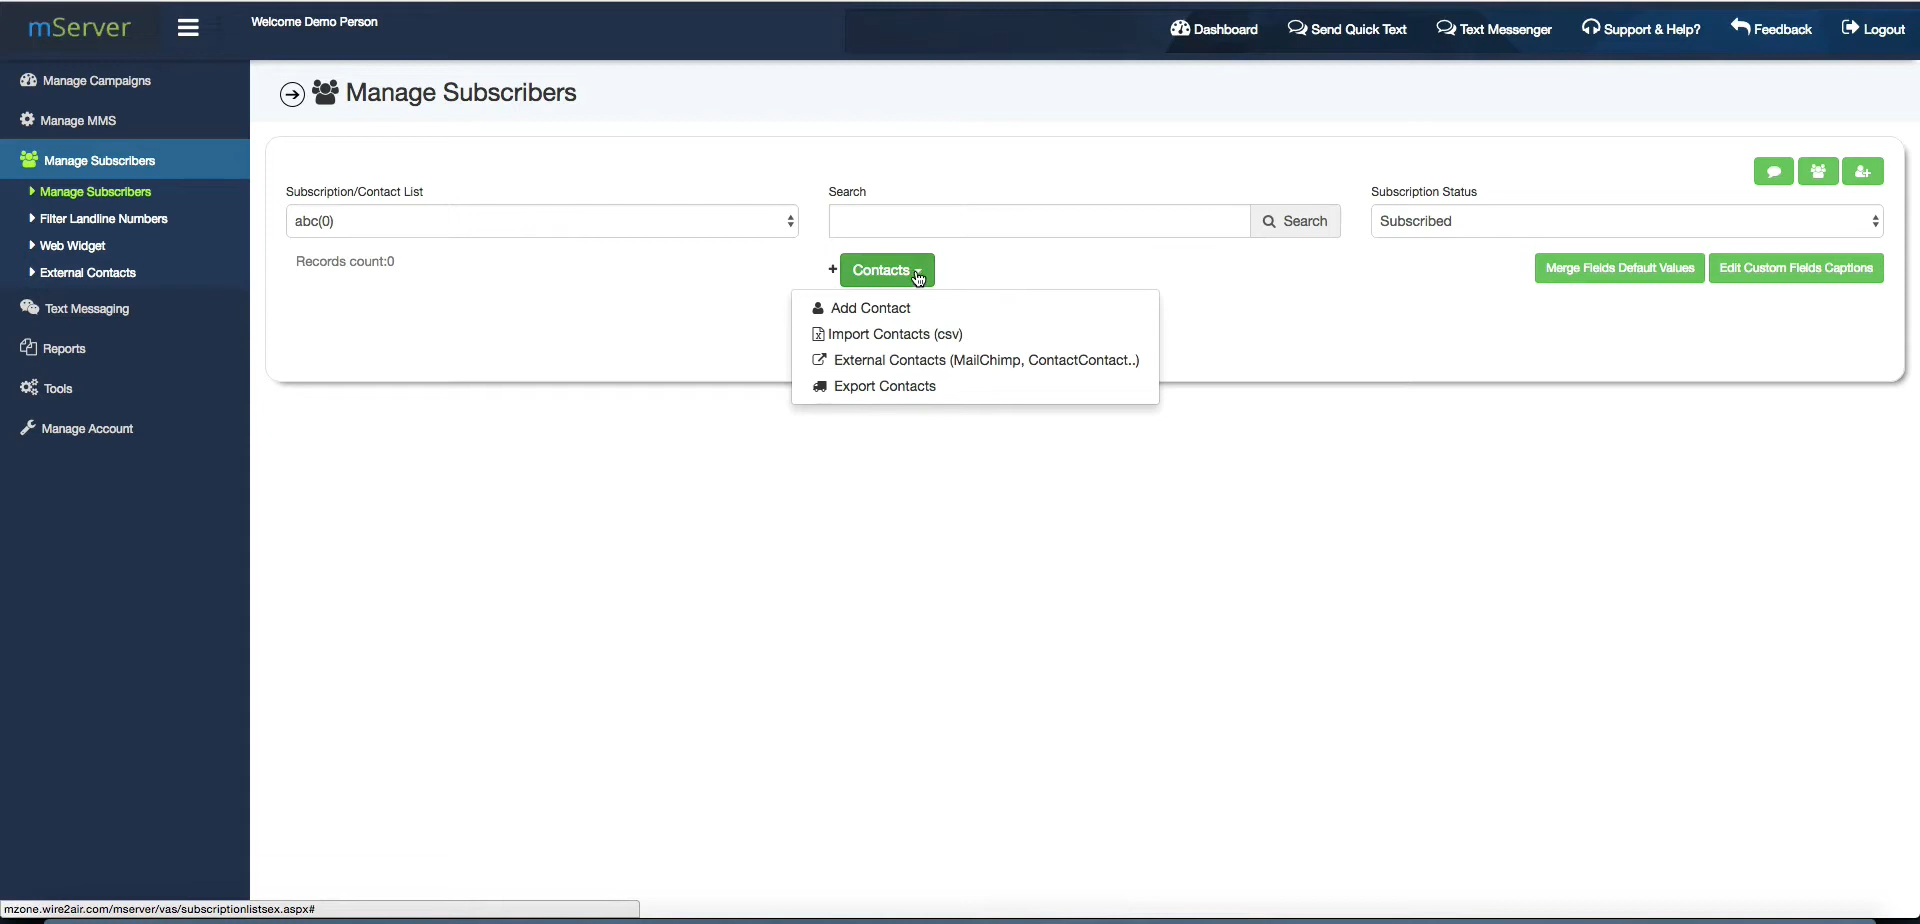 mServer
Welcome Demo Person
Dashboard
Send Quick Text
Text Messenger
Support & Help?
Feedback
Logout
Manage Campaigns
Manage MMS
Manage Subscribers
Manage Subscribers
Filter Landline Numbers
Web Widget
External Contacts
Text Messaging
Reports
Tools
Manage Account
Manage Subscribers
Subscription/Contact List
abc(0)
Records count:0
Search
Search
Subscription Status
Subscribed
+ Contacts
Merge Fields Default Values
Edit Custom Fields Captions
Add Contact
Import Contacts (csv)
External Contacts (MailChimp, ContactContact..)
Export Contacts
mzone.wire2air.com/mserver/vas/subscriptionlistsex.aspx#